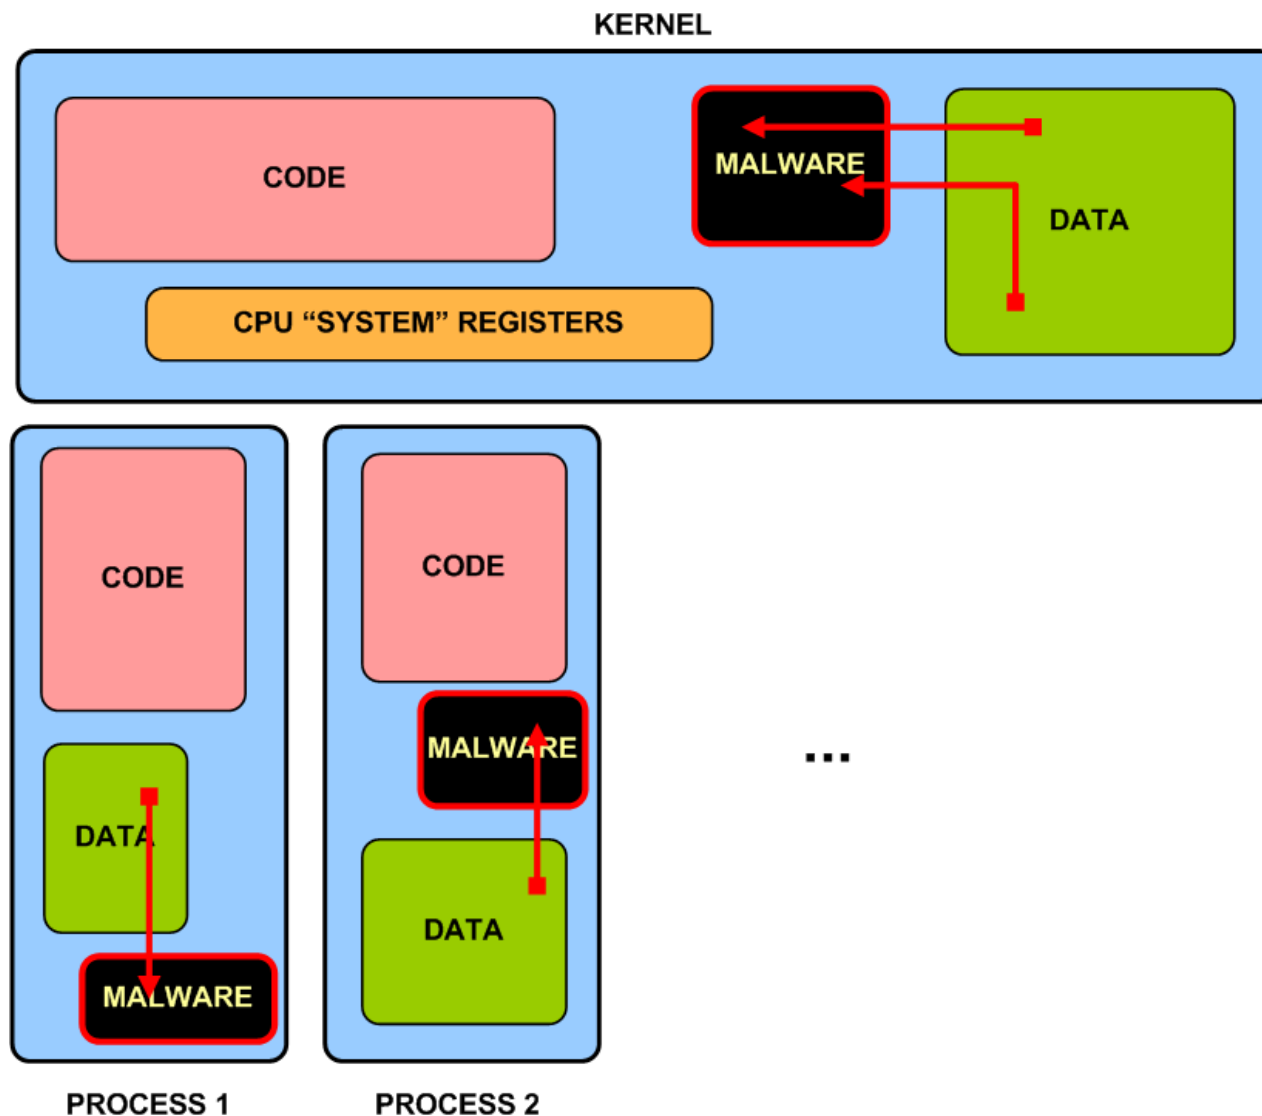 KERNEL
CODE
MALWARE
DATA
CPU “SYSTEM” REGISTERS
CODE
DATA
MALWARE
PROCESS 1
CODE
MALWARE
DATA
PROCESS 2
...